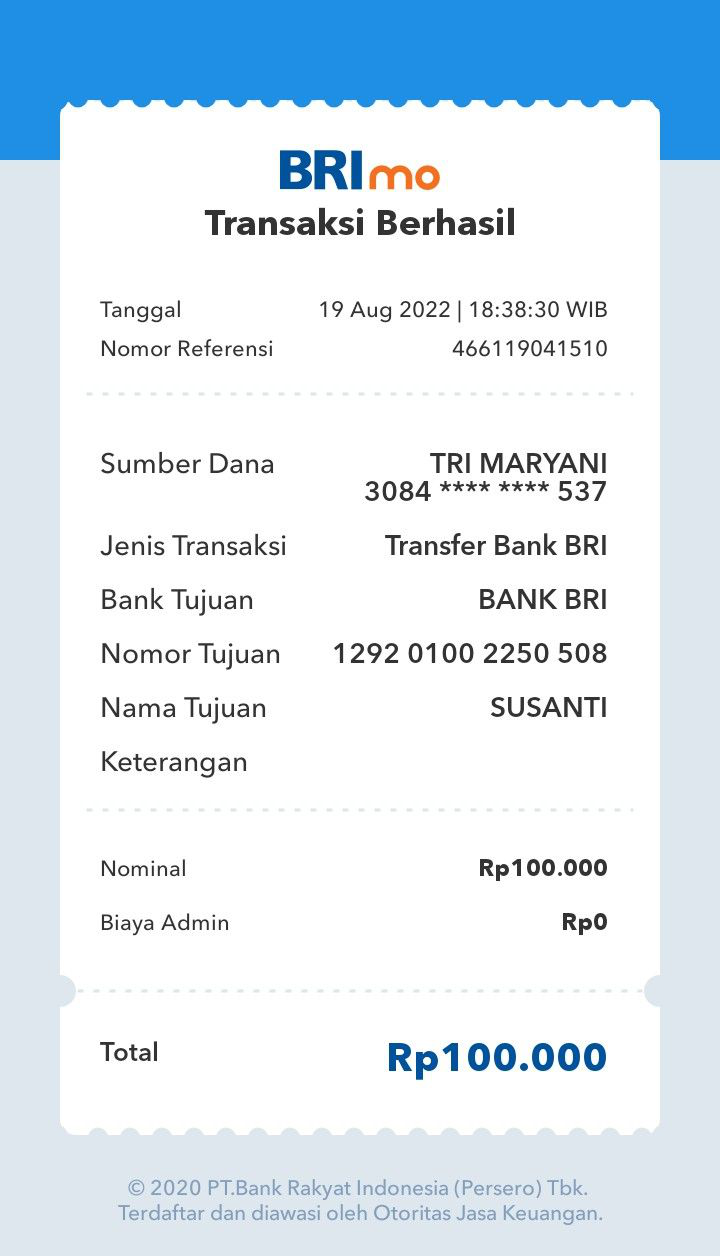 BRImo
Transaksi Berhasil
Tanggal 19 Aug 2022 | 18:38:30 WIB
Nomor Referensi 466119041510
Sumber Dana TRI MARYANI
3084 **** **** 537
Jenis Transaksi Transfer Bank BRI
Bank Tujuan BANK BRI
Nomor Tujuan 1292 0100 2250 508
Nama Tujuan SUSANTI
Keterangan
Nominal Rp100.000
Biaya Admin Rp0
Total Rp100.000
© 2020 PT.Bank Rakyat Indonesia (Persero) Tbk.
Terdaftar dan diawasi oleh Otoritas Jasa Keuangan.